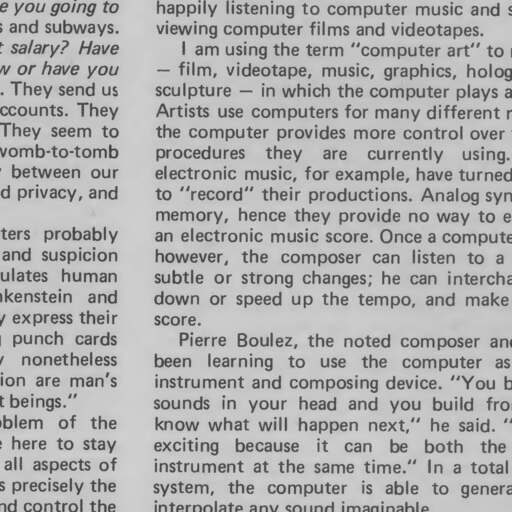 e you going to
s and subways.
t salary? Have
w or have you
. They send us
ccounts. They
They seem to
womb-to-tomb
between our
d privacy, and
ters probably
and suspicion
ulates human
nkenstein and
y express their
punch cards
nonetheless
ion are man's
t beings."
blem of the
e here to stay
all aspects of
s precisely the
nd control the
happily listening to computer music and s
viewing computer films and videotapes.
I am using the term "computer art" to
— film, videotape, music, graphics, holog
sculpture — in which the computer plays a
Artists use computers for many different
the computer provides more control over
procedures they are currently using.
electronic music, for example, have turned
to "record" their productions. Analog syn
memory, hence they provide no way to e
an electronic music score. Once a compute
however, the composer can listen to a
subtle or strong changes; he can intercha
down or speed up the tempo, and make
score.
Pierre Boulez, the noted composer and
been learning to use the computer as
instrument and composing device. "You b
sounds in your head and you build fro
know what will happen next," he said. "
exciting because it can be both the
instrument at the same time." In a total
system, the computer is able to genera
interpolate any sound imaginable